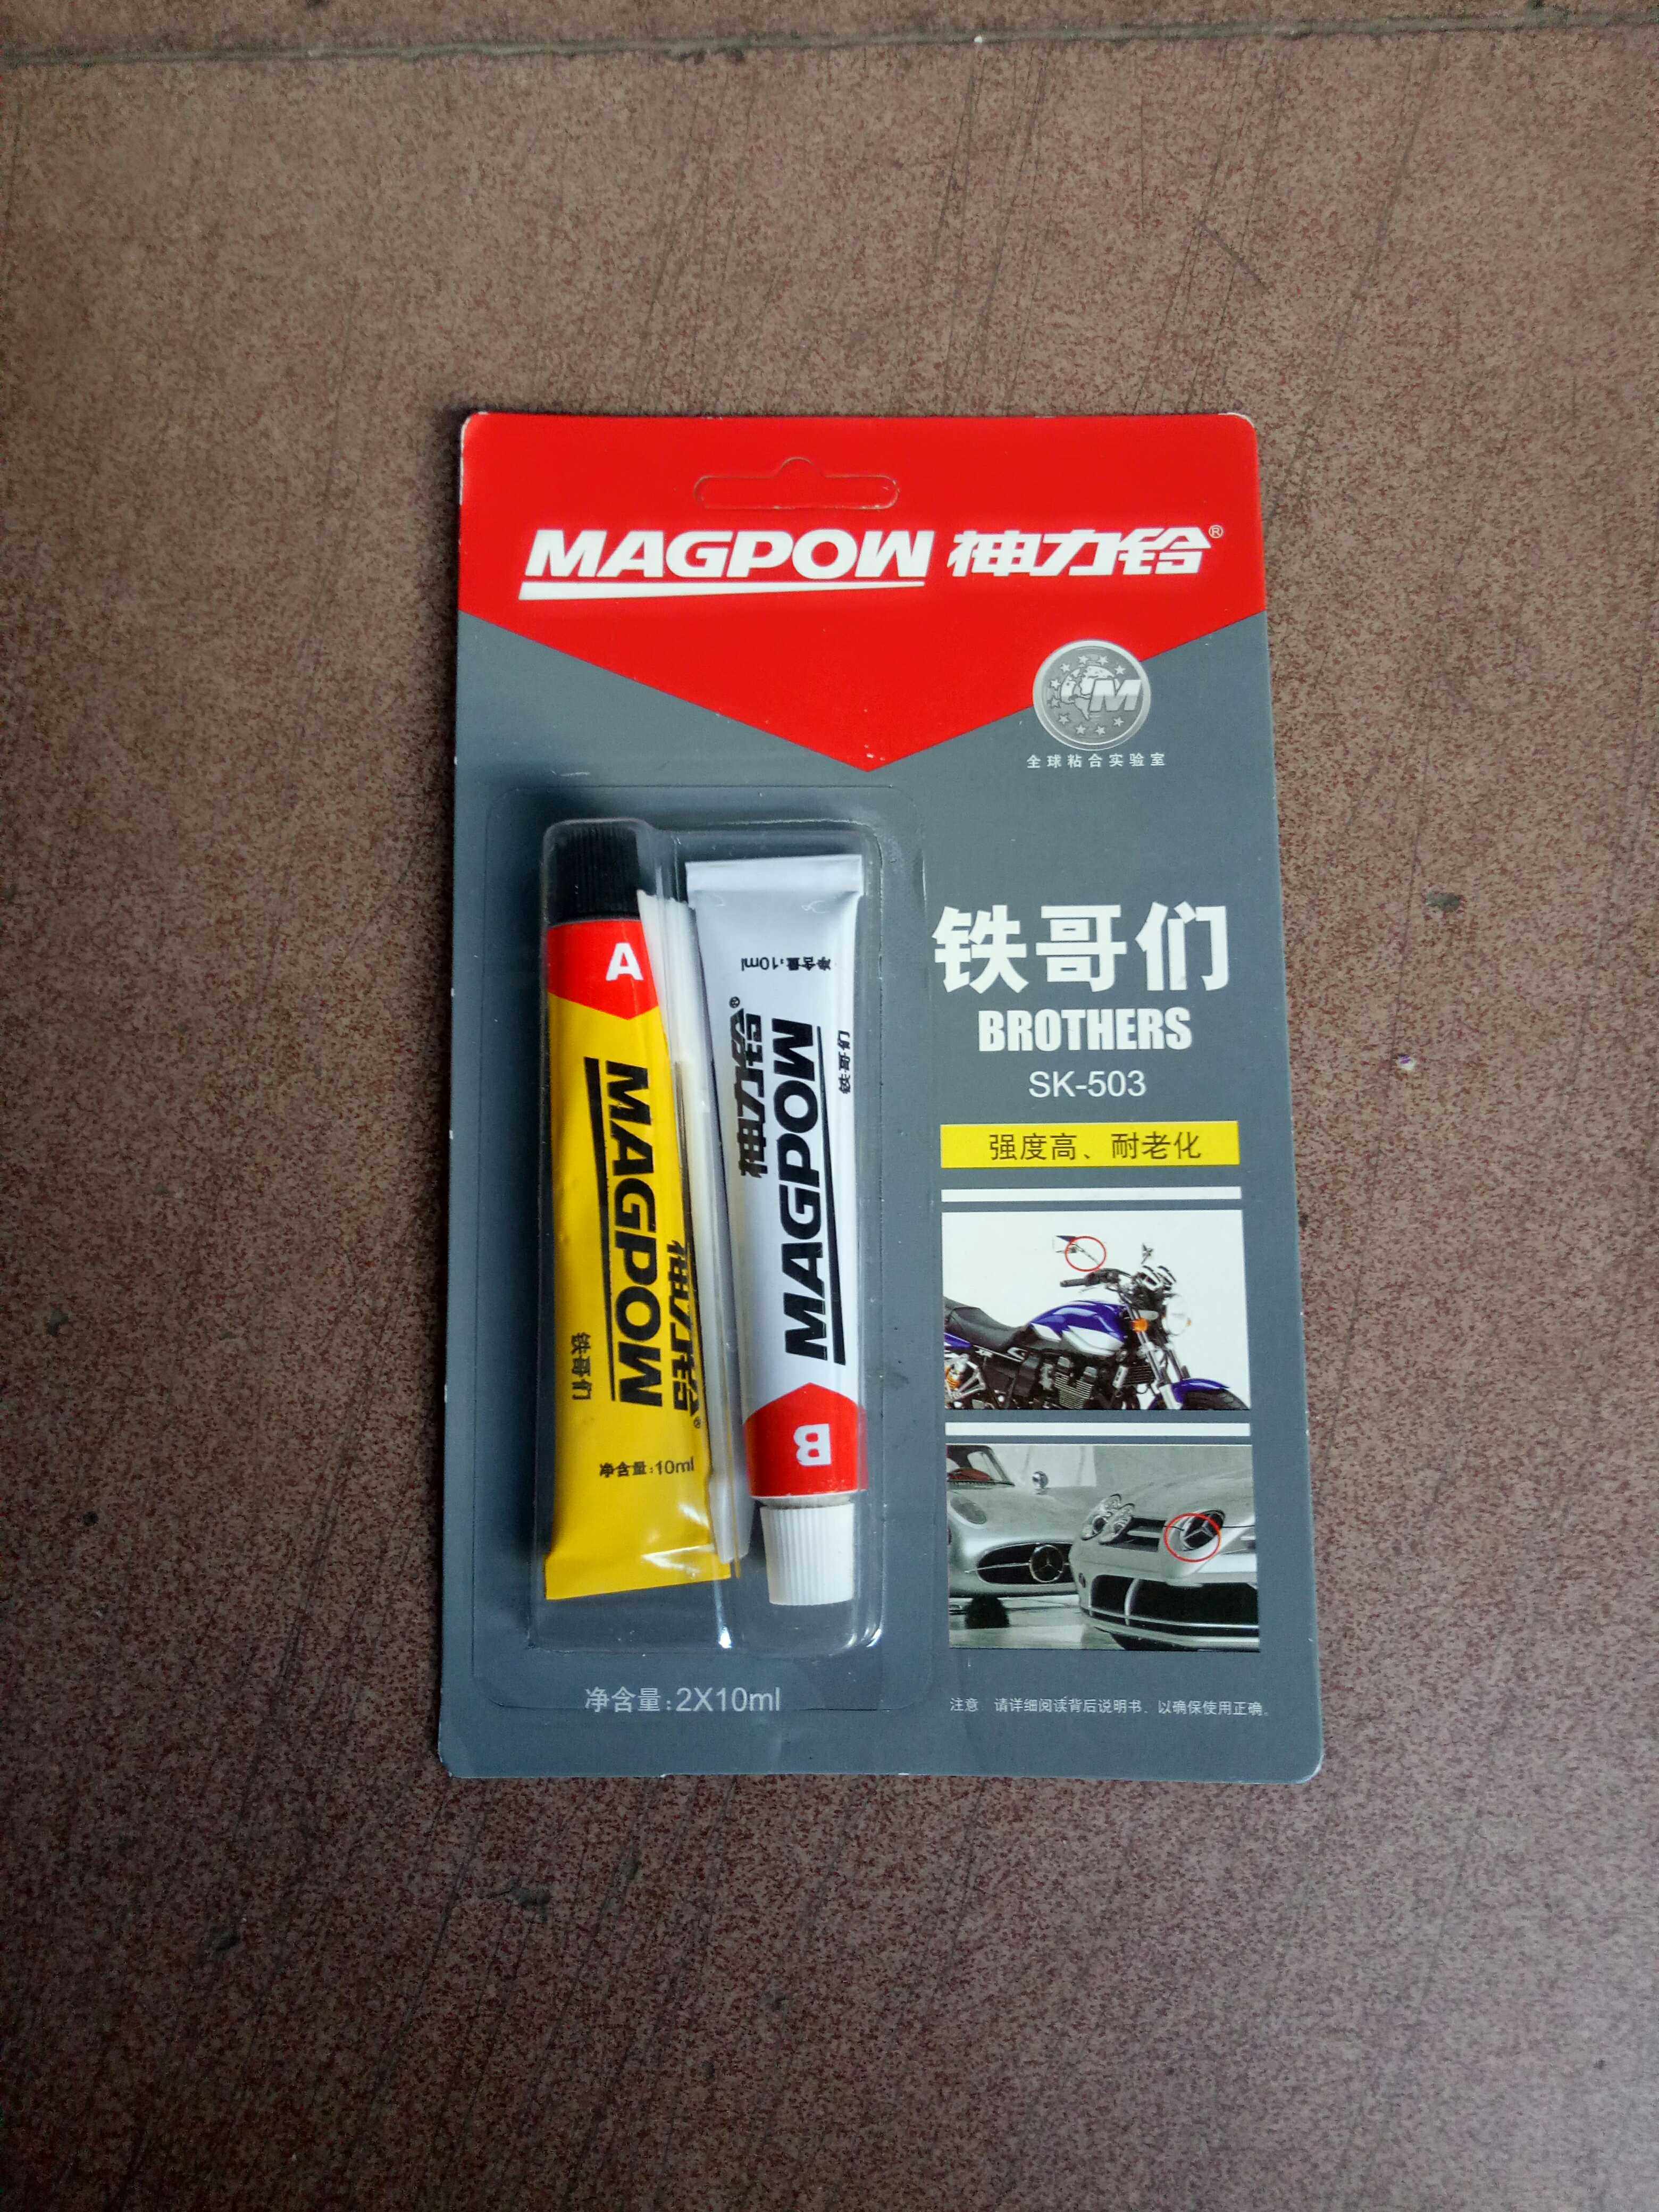 MAGPOW 神力铃®
M
全球粘合实验室
铁哥们
BROTHERS
SK-503
强度高、耐老化
A
MAGPOW
神力铃®
铁哥们
净含量:10ml
净含量:10ml
神力铃®
MAGPOW
铁哥们
B
净含量:2X10ml
注意 请详细阅读背后说明书、以确保使用正确。